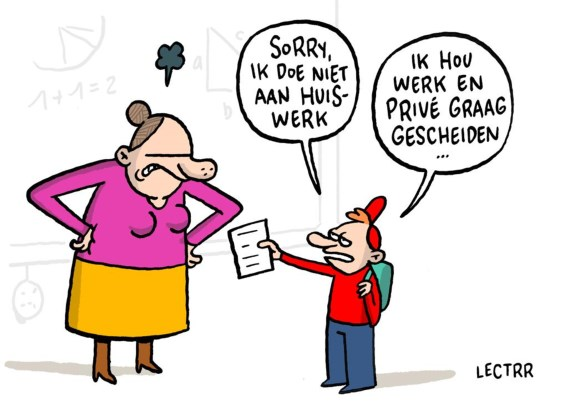 SORRY,
IK DOE NIET
AAN HUIS-
WERK
IK HOU
WERK EN
PRIVÉ GRAAG
GESCHEIDEN
...
a
c
b
1+1=2
LECTRR